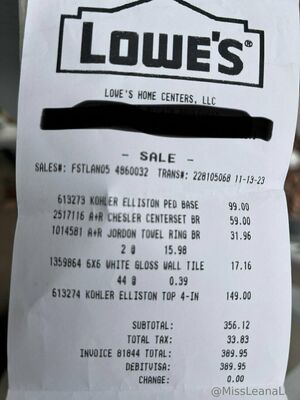 LOWE'S®
LOWE'S HOME CENTERS, LLC
- SALE -
SALES#: FSTLAN05 4860032 TRANS#: 228105068 11-13-23
613273 KOHLER ELLISTON PED BASE 99.00
2517116 A+R CHESLER CENTERSET BR 59.00
1014581 A+R JORDON TOWEL RING BR 31.96
2 @ 15.98
1359864 6X6 WHITE GLOSS WALL TILE 17.16
44 @ 0.39
613274 KOHLER ELLISTON TOP 4-IN 149.00
SUBTOTAL: 356.12
TOTAL TAX: 33.83
INVOICE 81844 TOTAL: 389.95
DEBITVISA: 389.95
CHANGE: 0.00